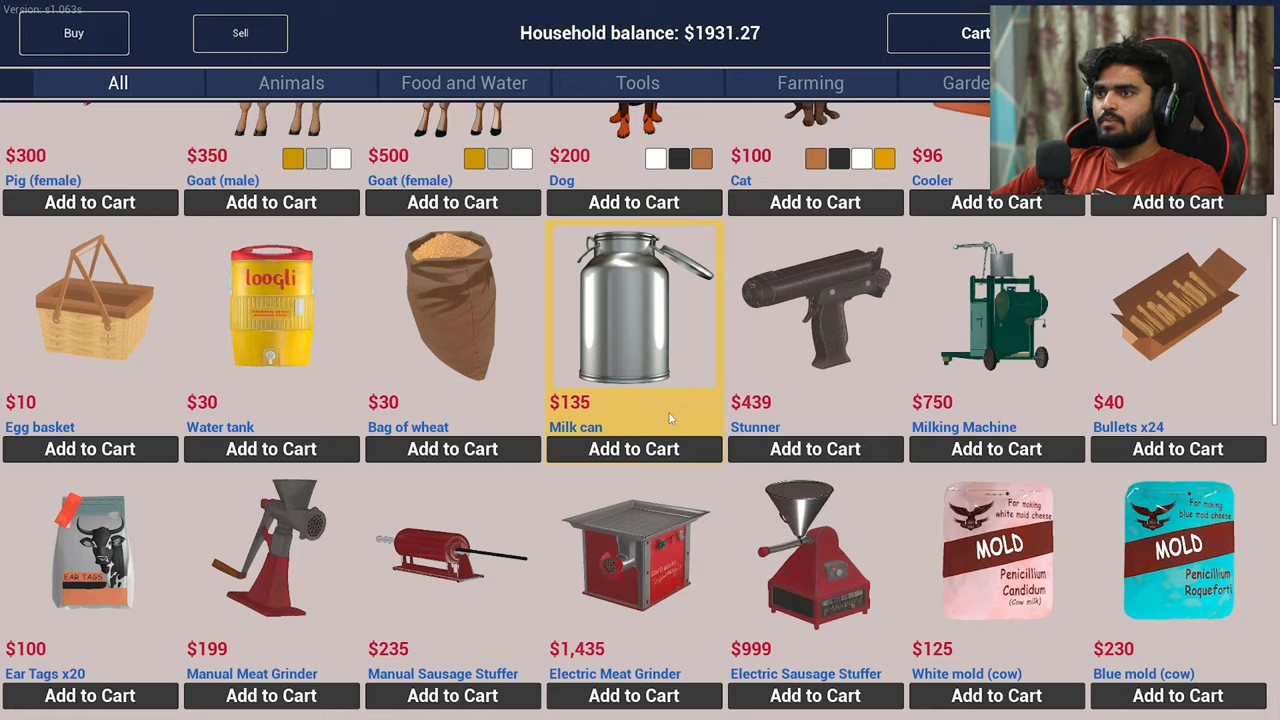 Version: s1.063s
Buy
Sell
Household balance: $1931.27
Cart
All
Animals
Food and Water
Tools
Farming
Garde
$300
$350
$500
$200
$100
$96
Pig (female)
Goat (male)
Goat (female)
Dog
Cat
Cooler
Add to Cart
Add to Cart
Add to Cart
Add to Cart
Add to Cart
Add to Cart
Add to Cart
loogli
$10
$30
$30
$135
$439
$750
$40
Egg basket
Water tank
Bag of wheat
Milk can
Stunner
Milking Machine
Bullets x24
Add to Cart
Add to Cart
Add to Cart
Add to Cart
Add to Cart
Add to Cart
Add to Cart
EAR TAGS
For making
white mold cheese
MOLD
Penicillium
Candidum
(Cow milk)
For making
blue mold cheese
MOLD
Penicillium
Roqueforti
$100
$199
$235
$1,435
$999
$125
$230
Ear Tags x20
Manual Meat Grinder
Manual Sausage Stuffer
Electric Meat Grinder
Electric Sausage Stuffer
White mold (cow)
Blue mold (cow)
Add to Cart
Add to Cart
Add to Cart
Add to Cart
Add to Cart
Add to Cart
Add to Cart